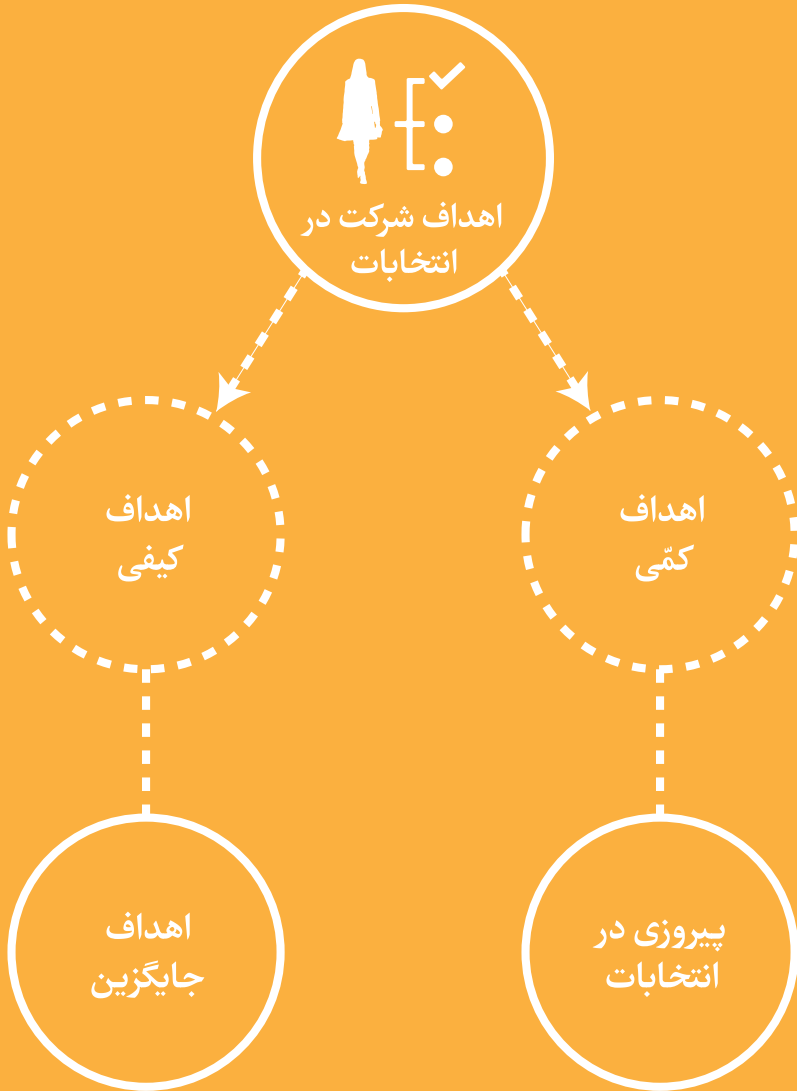 اهداف شرکت در
انتخابات
اهداف
کمّی
اهداف
کیفی
پیروزی در
انتخابات
اهداف
جایگزین